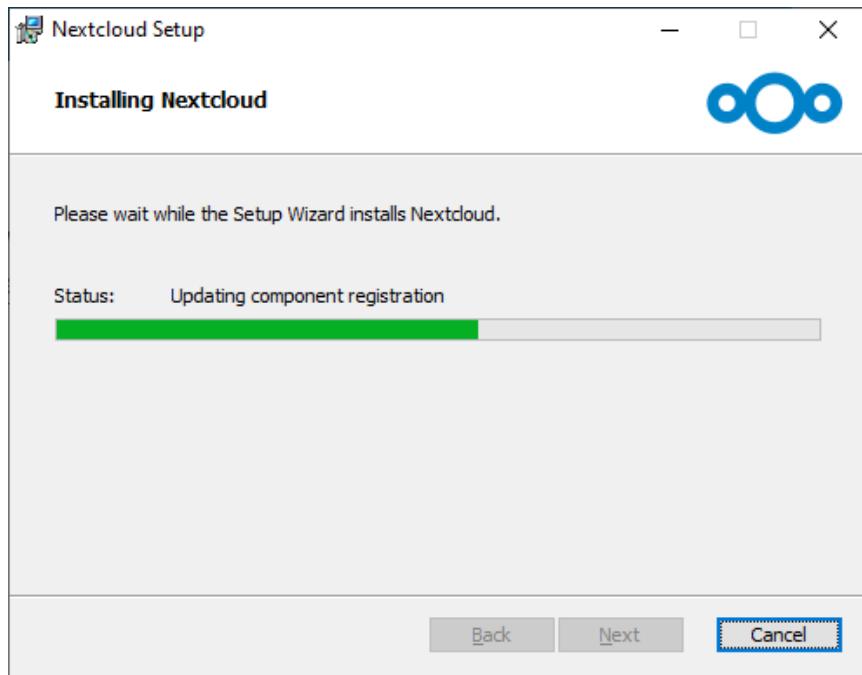 Nextcloud Setup
Installing Nextcloud
Please wait while the Setup Wizard installs Nextcloud.
Status: Updating component registration
Back Next Cancel